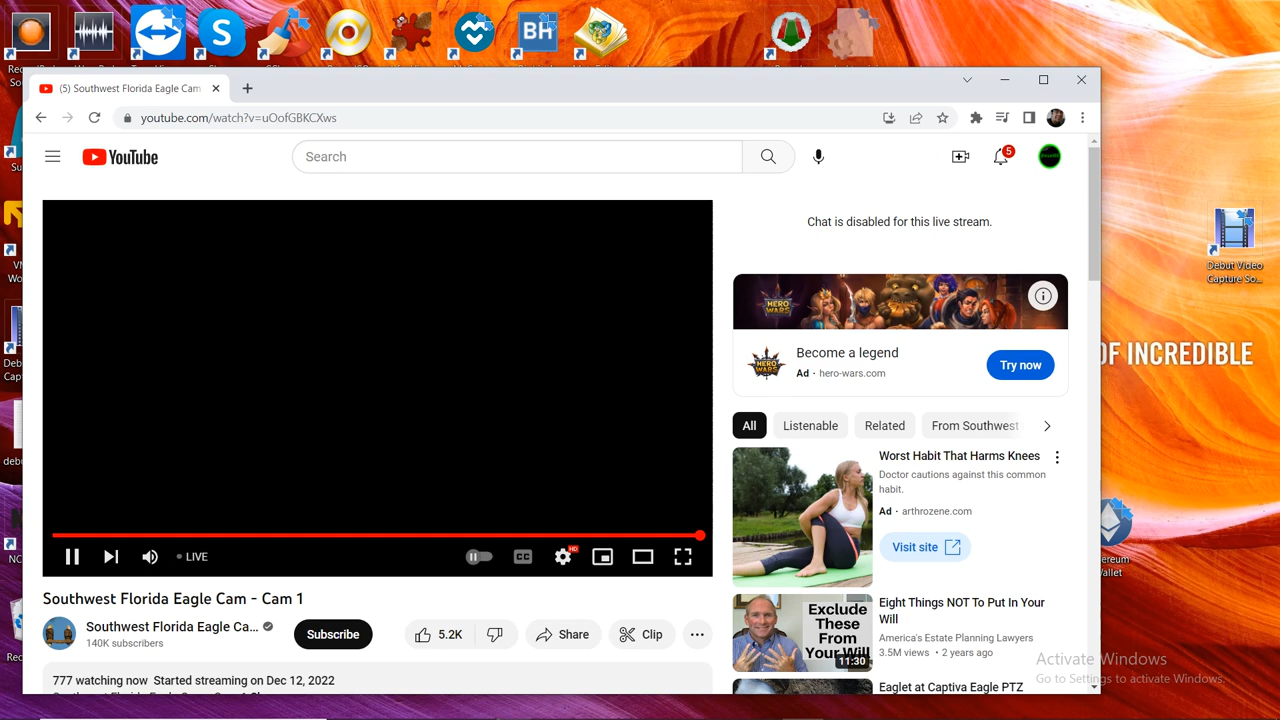 BH
(5) Southwest Florida Eagle Cam
youtube.com/watch?v=uOofGBKCXws
YouTube
Search
5
Chat is disabled for this live stream.
HERO WARS
Become a legend
Ad · hero-wars.com
Try now
All
Listenable
Related
From Southwest
Worst Habit That Harms Knees
Doctor cautions against this common
habit.
Ad · arthrozene.com
Visit site
LIVE
CC
HD
Southwest Florida Eagle Cam - Cam 1
Southwest Florida Eagle Ca...
140K subscribers
Subscribe
5.2K
Share
Clip
777 watching now Started streaming on Dec 12, 2022
Exclude
These
From
Your Will
11:30
Eight Things NOT To Put In Your
Will
America's Estate Planning Lawyers
3.5M views · 2 years ago
Eaglet at Captiva Eagle PTZ
Debut Video
Capture So...
OF INCREDIBLE
Activate Windows
Go to Settings to activate Windows.